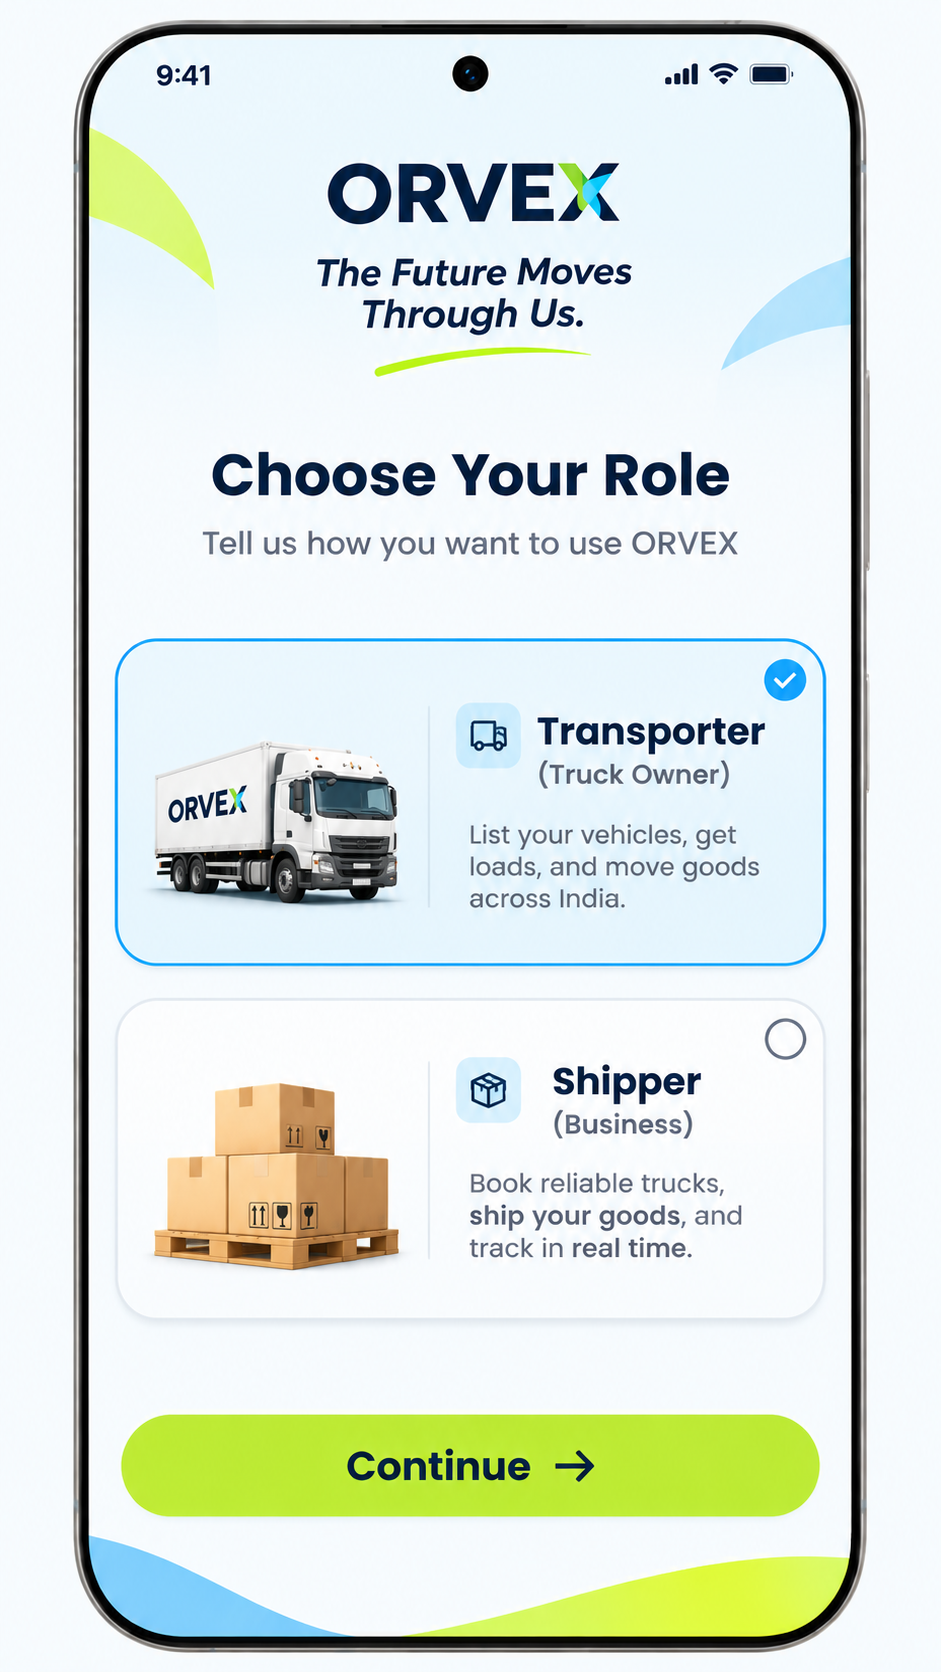 9:41
ORVEX
The Future Moves
Through Us.
Choose Your Role
Tell us how you want to use ORVEX
ORVEX
Transporter
(Truck Owner)
List your vehicles, get
loads, and move goods
across India.
Shipper
(Business)
Book reliable trucks,
ship your goods, and
track in real time.
Continue →